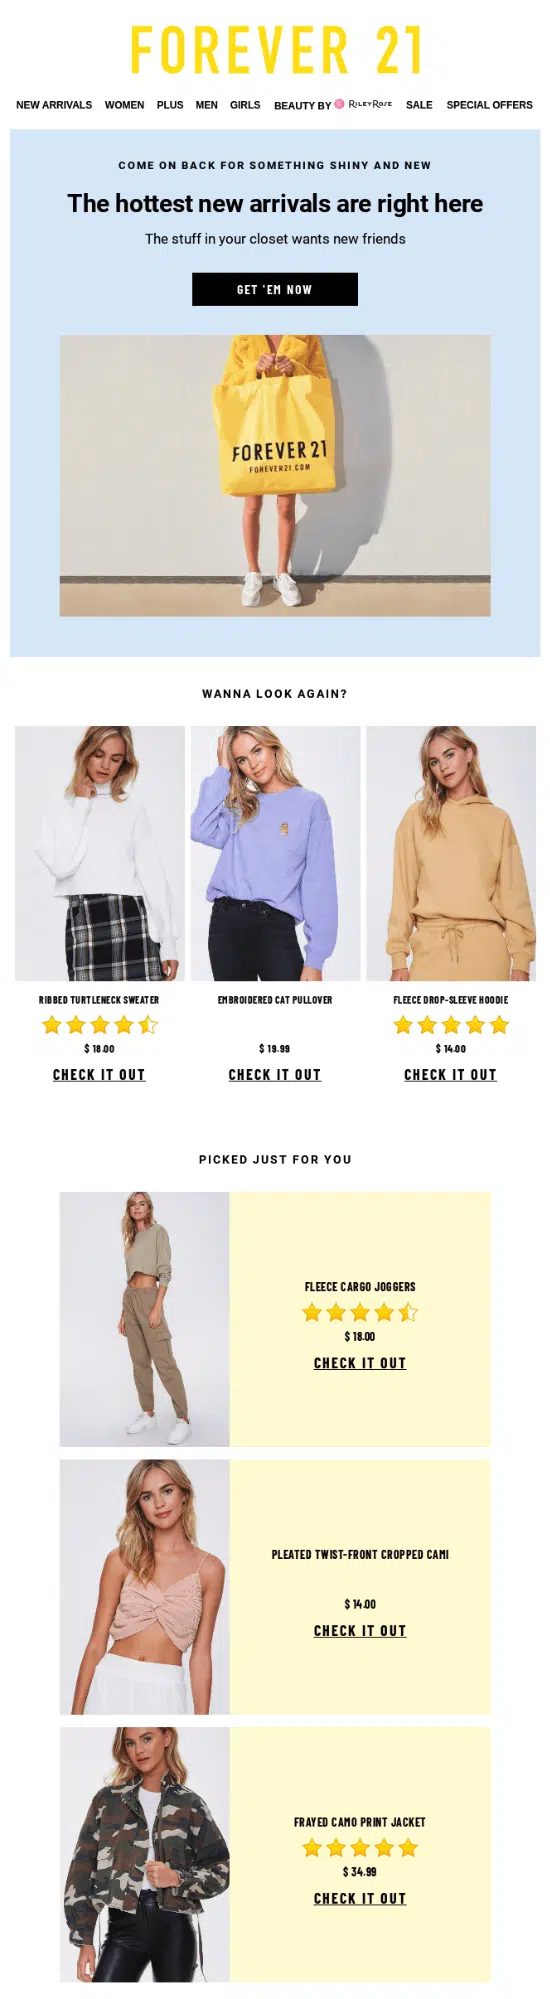 FOREVER 21
NEW ARRIVALS WOMEN PLUS MEN GIRLS BEAUTY BY RILEY ROSE SALE SPECIAL OFFERS
COME ON BACK FOR SOMETHING SHINY AND NEW
The hottest new arrivals are right here
The stuff in your closet wants new friends
GET 'EM NOW
FOREVER 21
FOREVER21.COM
WANNA LOOK AGAIN?
RIBBED TURTLENECK SWEATER
$ 18.00
CHECK IT OUT
EMBROIDERED CAT PULLOVER
$ 19.99
CHECK IT OUT
FLEECE DROP-SLEEVE HOODIE
$ 14.00
CHECK IT OUT
PICKED JUST FOR YOU
FLEECE CARGO JOGGERS
$ 18.00
CHECK IT OUT
PLEATED TWIST-FRONT CROPPED CAMI
$ 14.00
CHECK IT OUT
FRAYED CAMO PRINT JACKET
$ 34.99
CHECK IT OUT